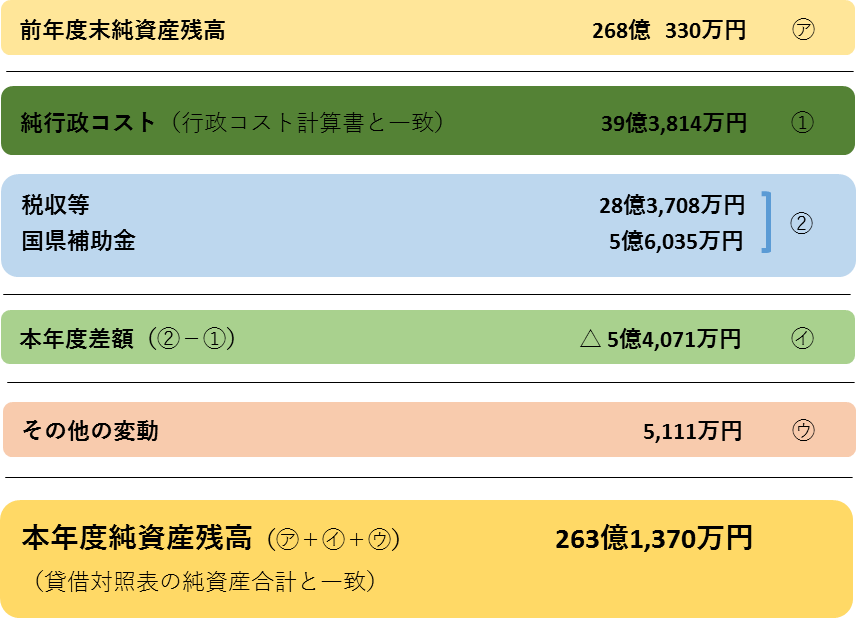 前年度末純資産残高 268億 330万円 ㋐
純行政コスト（行政コスト計算書と一致） 39億3,814万円 ①
税収等 28億3,708万円
国県補助金 5億6,035万円 ②
本年度差額（②－①） △ 5億4,071万円 ㋑
その他の変動 5,111万円 ㋒
本年度純資産残高（㋐＋㋑＋㋒） 263億1,370万円
（貸借対照表の純資産合計と一致）